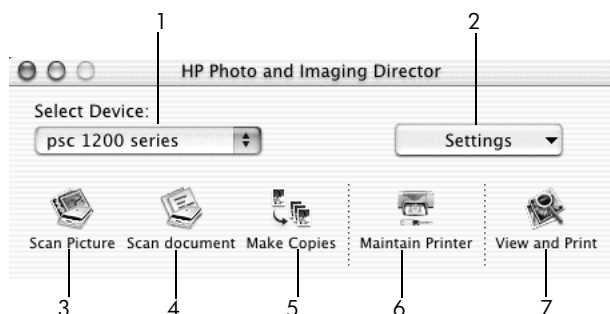 1 2
HP Photo and Imaging Director
Select Device:
psc 1200 series Settings
Scan Picture Scan document Make Copies Maintain Printer View and Print
3 4 5 6 7